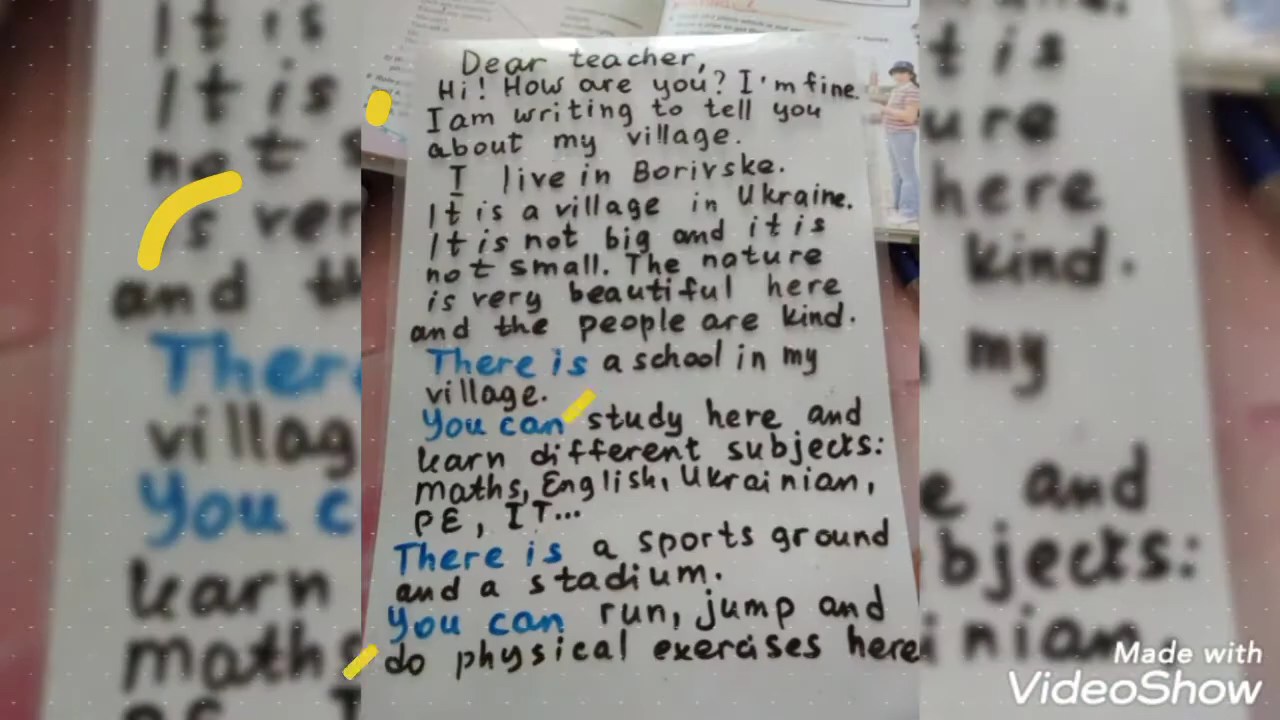 Dear teacher,
Hi! How are you? I'm fine.
I am writing to tell you
about my village.
I live in Borivske.
It is a village in Ukraine.
It is not big and it is
not small. The nature
is very beautiful here
and the people are kind.
There is a school in my
village.
You can study here and
learn different subjects:
maths, English, Ukrainian,
PE, IT...
There is a sports ground
and a stadium.
You can run, jump and
do physical exercises here
Made with
VideoShow